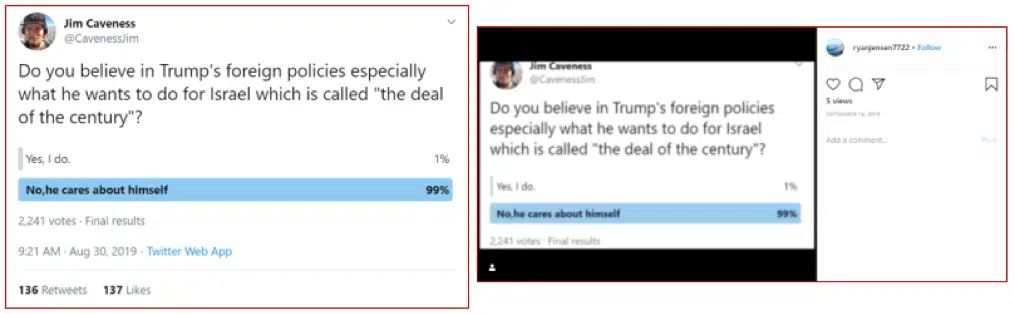 Jim Caveness
@CavenessJim
Do you believe in Trump's foreign policies especially
what he wants to do for Israel which is called "the deal
of the century"?
Yes, I do. 1%
No,he cares about himself 99%
2,241 votes · Final results
9:21 AM · Aug 30, 2019 · Twitter Web App
136 Retweets 137 Likes
Jim Caveness
@CavenessJim
Do you believe in Trump's foreign policies
especially what he wants to do for Israel
which is called "the deal of the century"?
Yes, I do. 1%
No,he cares about himself 99%
2,241 votes · Final results
ryanjensen7722 • Follow
5 views
SEPTEMBER 14, 2019
Add a comment... Post